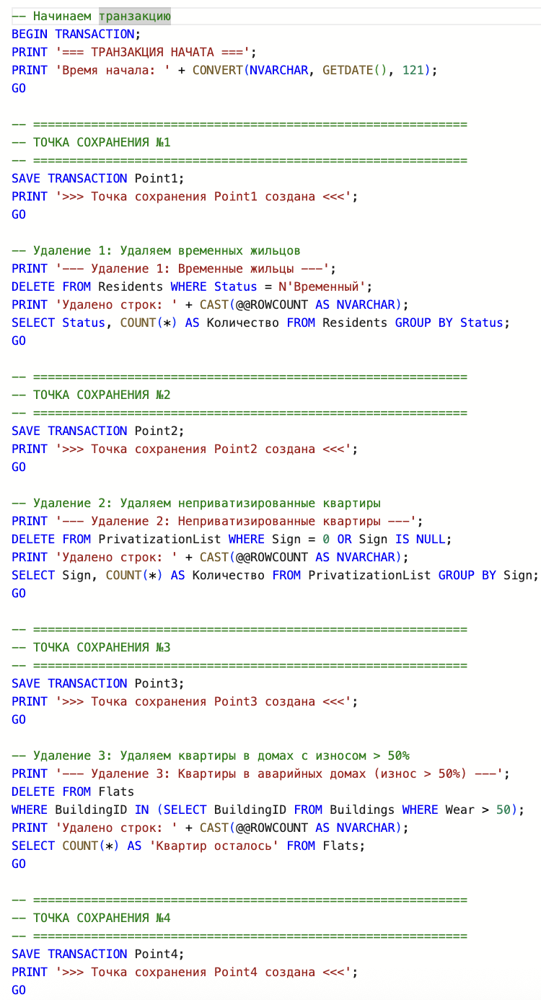 -- Начинаем транзакцию
BEGIN TRANSACTION;
PRINT '=== ТРАНЗАКЦИЯ НАЧАТА ===';
PRINT 'Время начала: ' + CONVERT(NVARCHAR, GETDATE(), 121);
GO
-- ============================================================
-- ТОЧКА СОХРАНЕНИЯ №1
-- ============================================================
SAVE TRANSACTION Point1;
PRINT '>>> Точка сохранения Point1 создана <<<';
GO
-- Удаление 1: Удаляем временных жильцов
PRINT '--- Удаление 1: Временные жильцы ---';
DELETE FROM Residents WHERE Status = N'Временный';
PRINT 'Удалено строк: ' + CAST(@@ROWCOUNT AS NVARCHAR);
SELECT Status, COUNT(*) AS Количество FROM Residents GROUP BY Status;
GO
-- ============================================================
-- ТОЧКА СОХРАНЕНИЯ №2
-- ============================================================
SAVE TRANSACTION Point2;
PRINT '>>> Точка сохранения Point2 создана <<<';
GO
-- Удаление 2: Удаляем неприватизированные квартиры
PRINT '--- Удаление 2: Неприватизированные квартиры ---';
DELETE FROM PrivatizationList WHERE Sign = 0 OR Sign IS NULL;
PRINT 'Удалено строк: ' + CAST(@@ROWCOUNT AS NVARCHAR);
SELECT Sign, COUNT(*) AS Количество FROM PrivatizationList GROUP BY Sign;
GO
-- ============================================================
-- ТОЧКА СОХРАНЕНИЯ №3
-- ============================================================
SAVE TRANSACTION Point3;
PRINT '>>> Точка сохранения Point3 создана <<<';
GO
-- Удаление 3: Удаляем квартиры в домах с износом > 50%
PRINT '--- Удаление 3: Квартиры в аварийных домах (износ > 50%) ---';
DELETE FROM Flats
WHERE BuildingID IN (SELECT BuildingID FROM Buildings WHERE Wear > 50);
PRINT 'Удалено строк: ' + CAST(@@ROWCOUNT AS NVARCHAR);
SELECT COUNT(*) AS 'Квартир осталось' FROM Flats;
GO
-- ============================================================
-- ТОЧКА СОХРАНЕНИЯ №4
-- ============================================================
SAVE TRANSACTION Point4;
PRINT '>>> Точка сохранения Point4 создана <<<';
GO